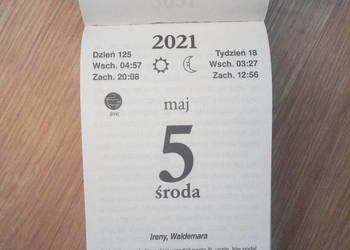 2021
Dzień 125
Wsch. 04:57
Zach. 20:08
Tydzień 18
Wsch. 03:27
Zach. 12:56
maj
5
środa
Ireny, Waldemara